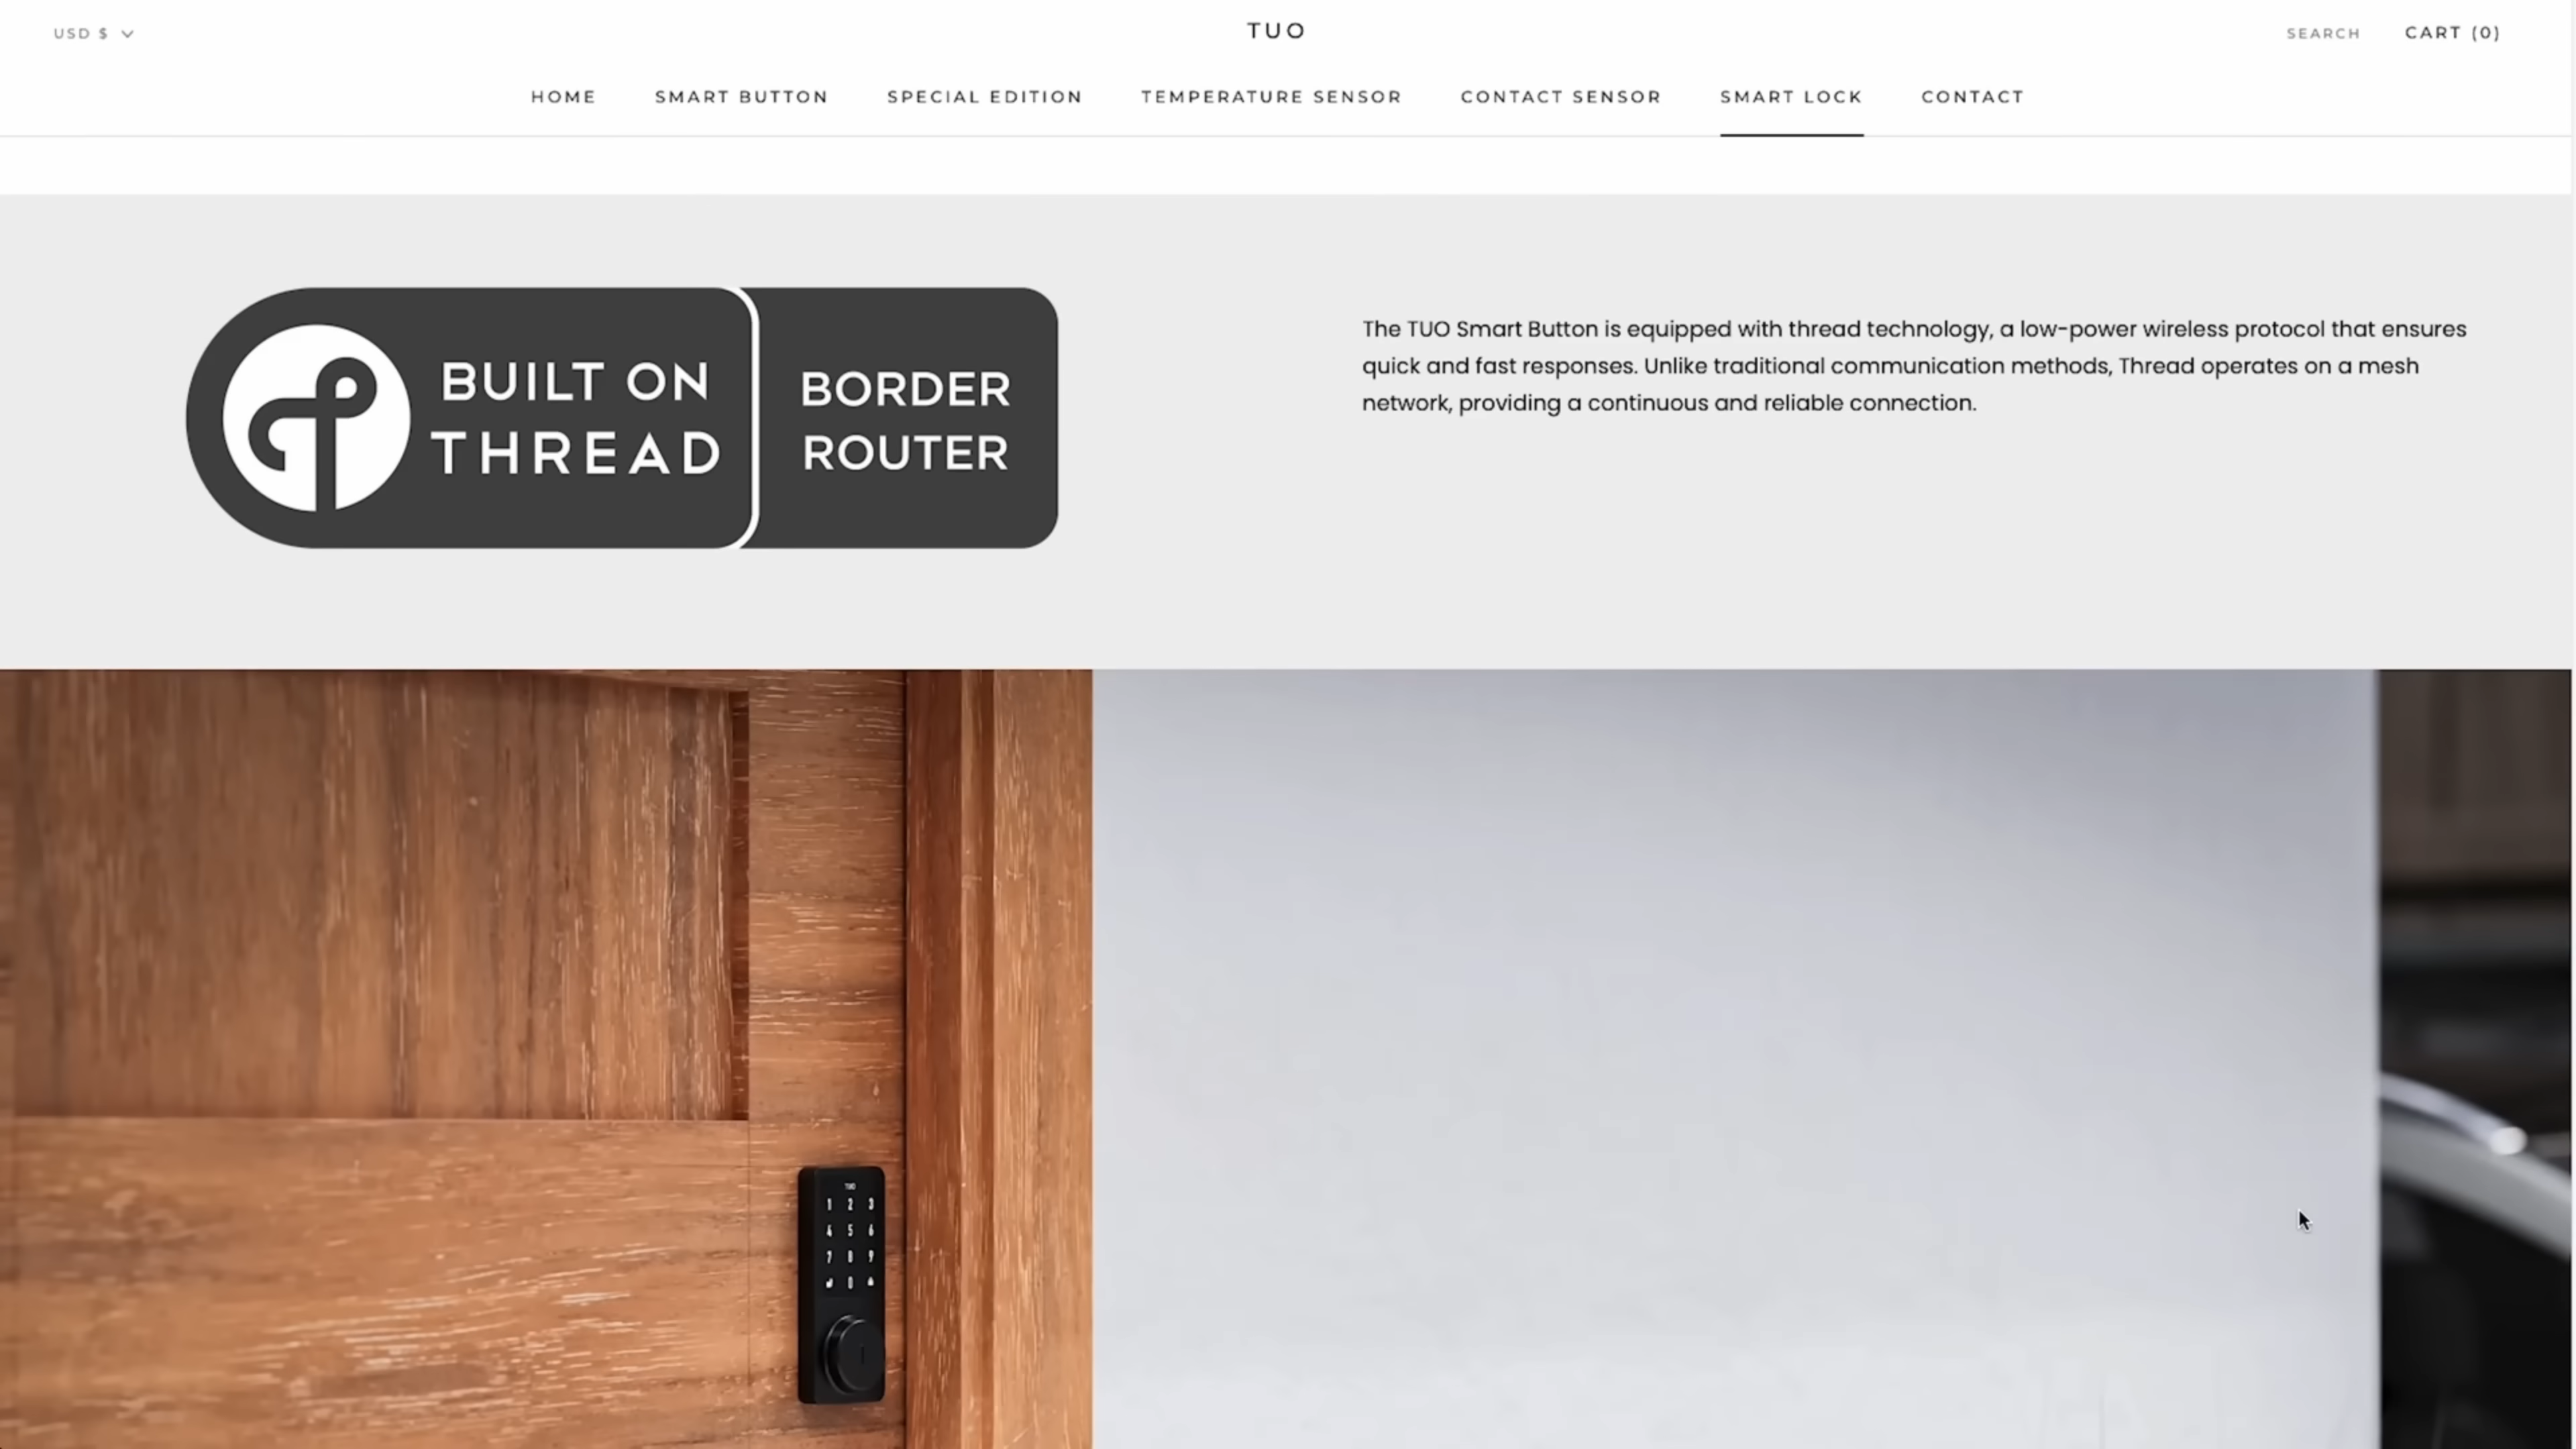 USD $
TUO
SEARCH
CART (0)
HOME
SMART BUTTON
SPECIAL EDITION
TEMPERATURE SENSOR
CONTACT SENSOR
SMART LOCK
CONTACT
BUILT ON
THREAD
BORDER
ROUTER
The TUO Smart Button is equipped with thread technology, a low-power wireless protocol that ensures
quick and fast responses. Unlike traditional communication methods, Thread operates on a mesh
network, providing a continuous and reliable connection.
TUO
1 2 3
4 5 6
7 8 9
0